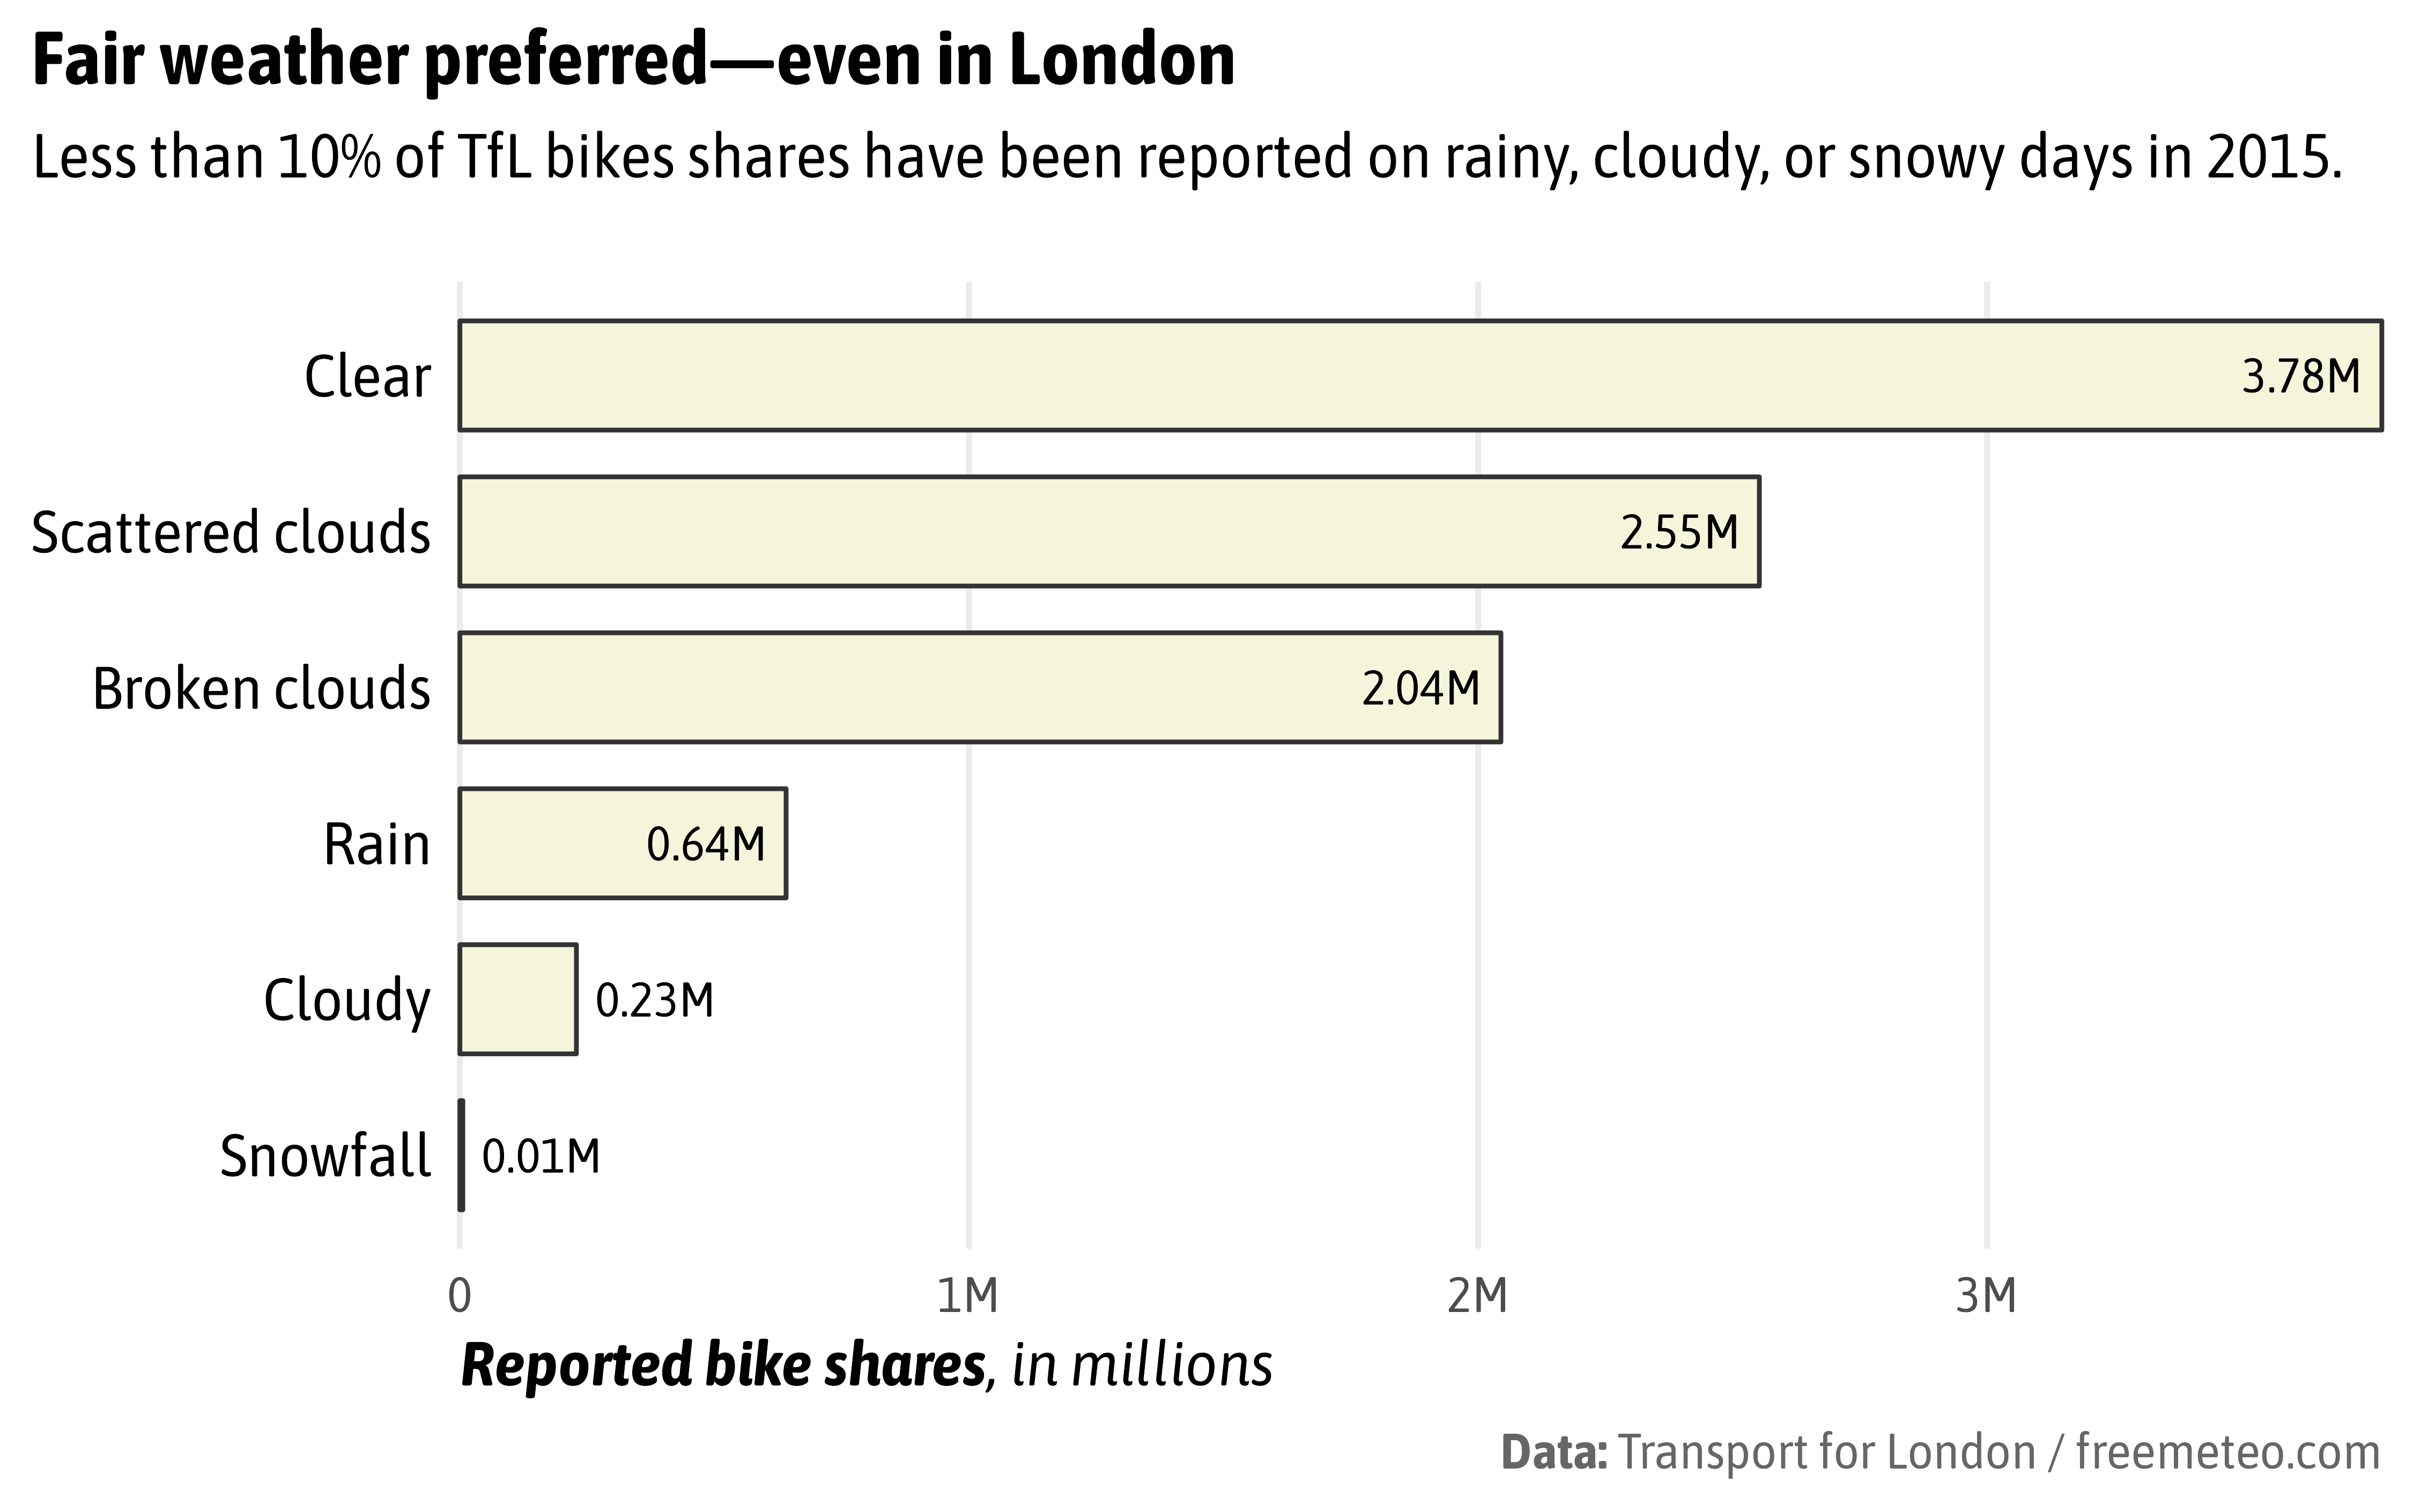 Fair weather preferred—even in London
Less than 10% of TfL bikes shares have been reported on rainy, cloudy, or snowy days in 2015.
Clear
3.78M
Scattered clouds
2.55M
Broken clouds
2.04M
Rain
0.64M
Cloudy
0.23M
Snowfall
0.01M
0 1M 2M 3M
Reported bike shares, in millions
Data: Transport for London / freemeteo.com